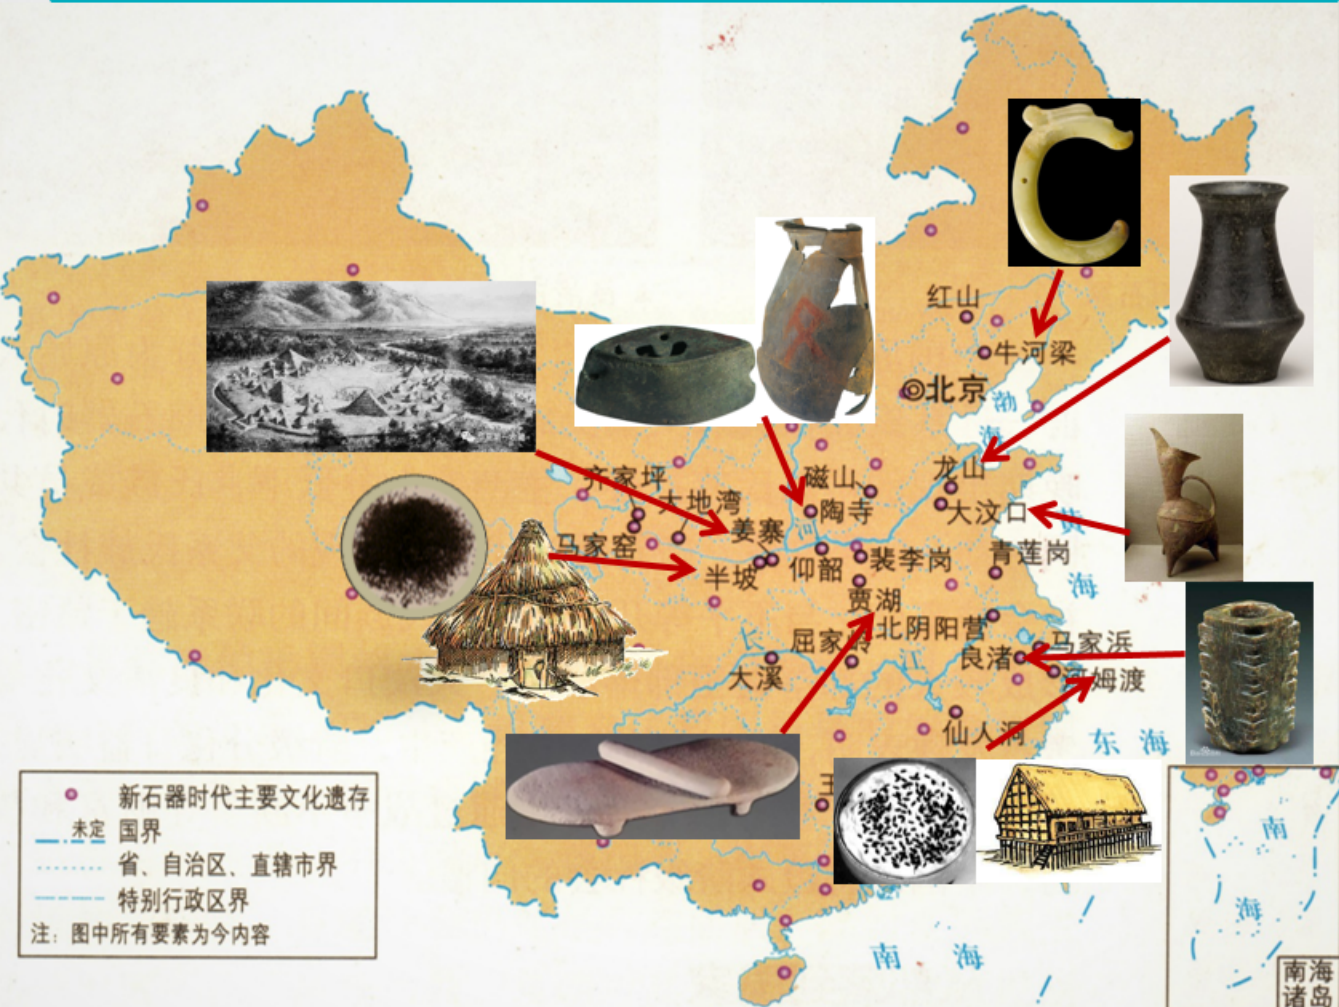 红山
牛河梁
北京
渤
海
齐家坪
大地湾
磁山
龙山
陶寺
大汶口
黄
海
姜寨
河
马家窑
半坡
仰韶
裴李岗
青莲岗
贾湖
北阴阳营
长
江
屈家岭
良渚
马家浜
大溪
河姆渡
仙人洞
东 海
新石器时代主要文化遗存
未定 国界
省、自治区、直辖市界
特别行政区界
注：图中所有要素为今内容
南 海
南
海
南海
诸岛